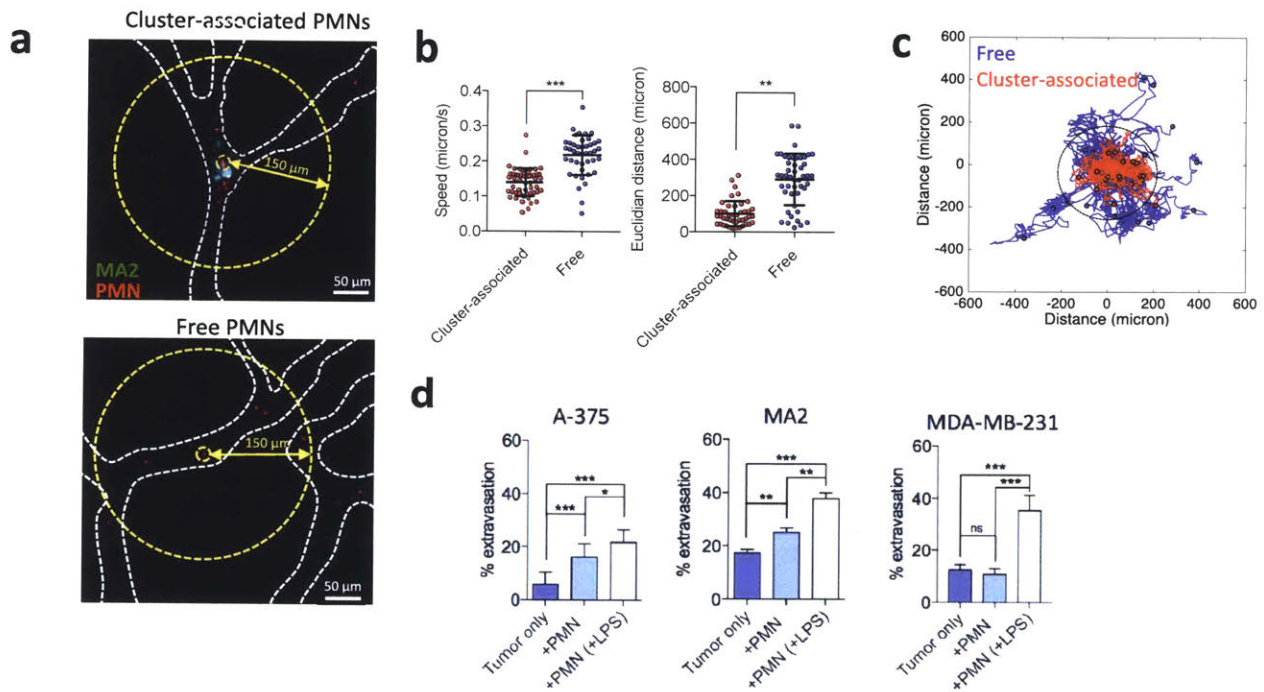 a
Cluster-associated PMNs
150 µm
MA2
PMN
50 µm
Free PMNs
150 µm
50 µm
b
Speed (micron/s)
0.4
0.3
0.2
0.1
0.0
***
Cluster-associated
Free
Euclidian distance (micron)
800
600
400
200
0
**
Cluster-associated
Free
c
Free
Cluster-associated
Distance (micron)
600
400
200
0
-200
-400
-600
-600 -400 -200 0 200 400 600
Distance (micron)
d
A-375
% extravasation
60
40
20
0
***
***
*
Tumor only
+PMN
+PMN (+LPS)
MA2
% extravasation
60
40
20
0
***
**
**
Tumor only
+PMN
+PMN (+LPS)
MDA-MB-231
% extravasation
60
40
20
0
***
***
ns
Tumor only
+PMN
+PMN (+LPS)